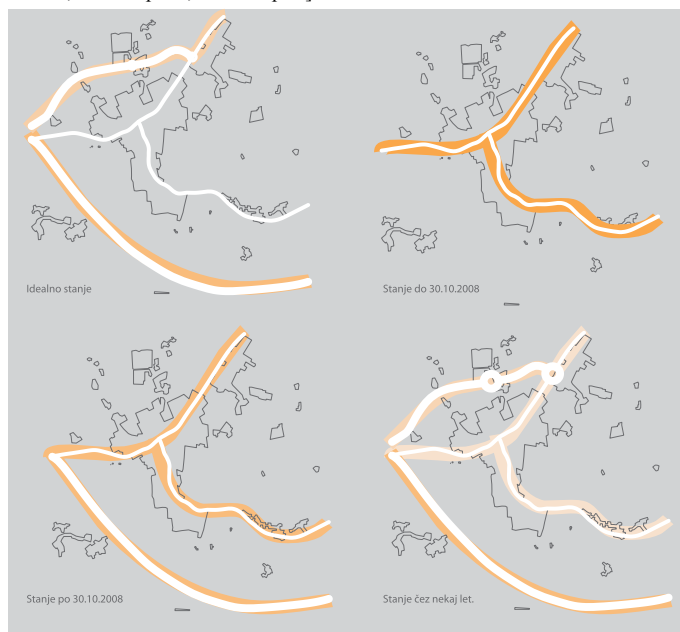 Idealno stanje
Stanje do 30.10.2008
Stanje po 30.10.2008
Stanje čez nekaj let.